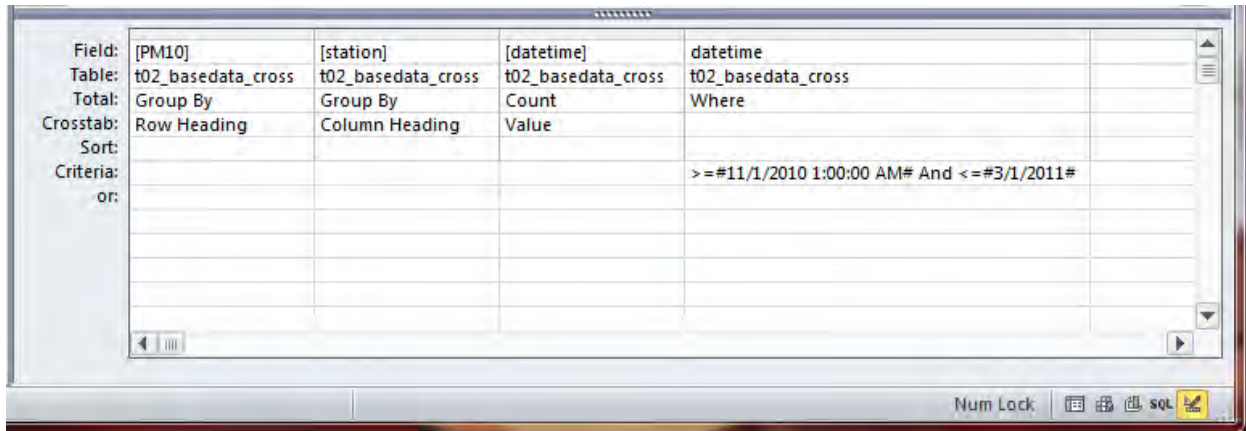 Field: [PM10] [station] [datetime] datetime
Table: t02_basedata_cross t02_basedata_cross t02_basedata_cross t02_basedata_cross
Total: Group By Group By Count Where
Crosstab: Row Heading Column Heading Value
Sort:
Criteria: >=#11/1/2010 1:00:00 AM# And <=#3/1/2011#
or:
Num Lock SQL